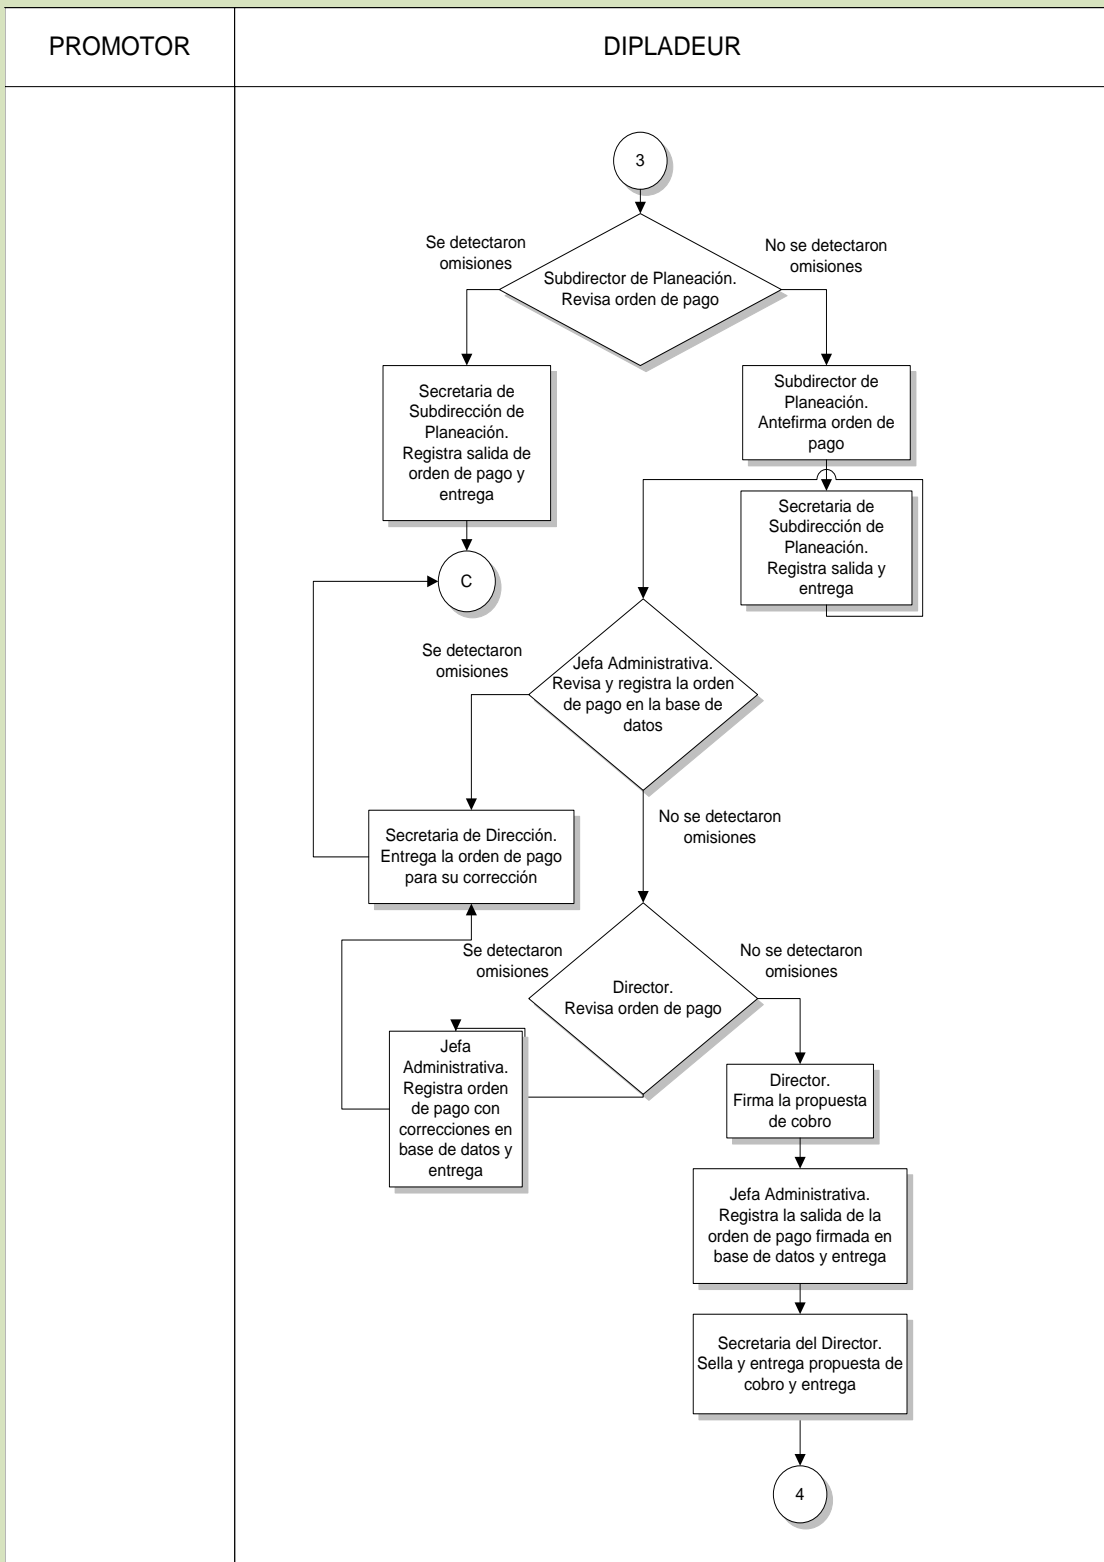 PROMOTOR
DIPLADEUR
3
Se detectaron
omisiones
No se detectaron
omisiones
Subdirector de Planeación.
Revisa orden de pago
Secretaria de
Subdirección de
Planeación.
Registra salida de
orden de pago y
entrega
Subdirector de
Planeación.
Antefirma orden de
pago
Secretaria de
Subdirección de
Planeación.
Registra salida y
entrega
C
Se detectaron
omisiones
Jefa Administrativa.
Revisa y registra la orden
de pago en la base de
datos
No se detectaron
omisiones
Secretaria de Dirección.
Entrega la orden de pago
para su corrección
Se detectaron
omisiones
No se detectaron
omisiones
Director.
Revisa orden de pago
Jefa
Administrativa.
Registra orden
de pago con
correcciones en
base de datos y
entrega
Director.
Firma la propuesta
de cobro
Jefa Administrativa.
Registra la salida de la
orden de pago firmada en
base de datos y entrega
Secretaria del Director.
Sella y entrega propuesta de
cobro y entrega
4